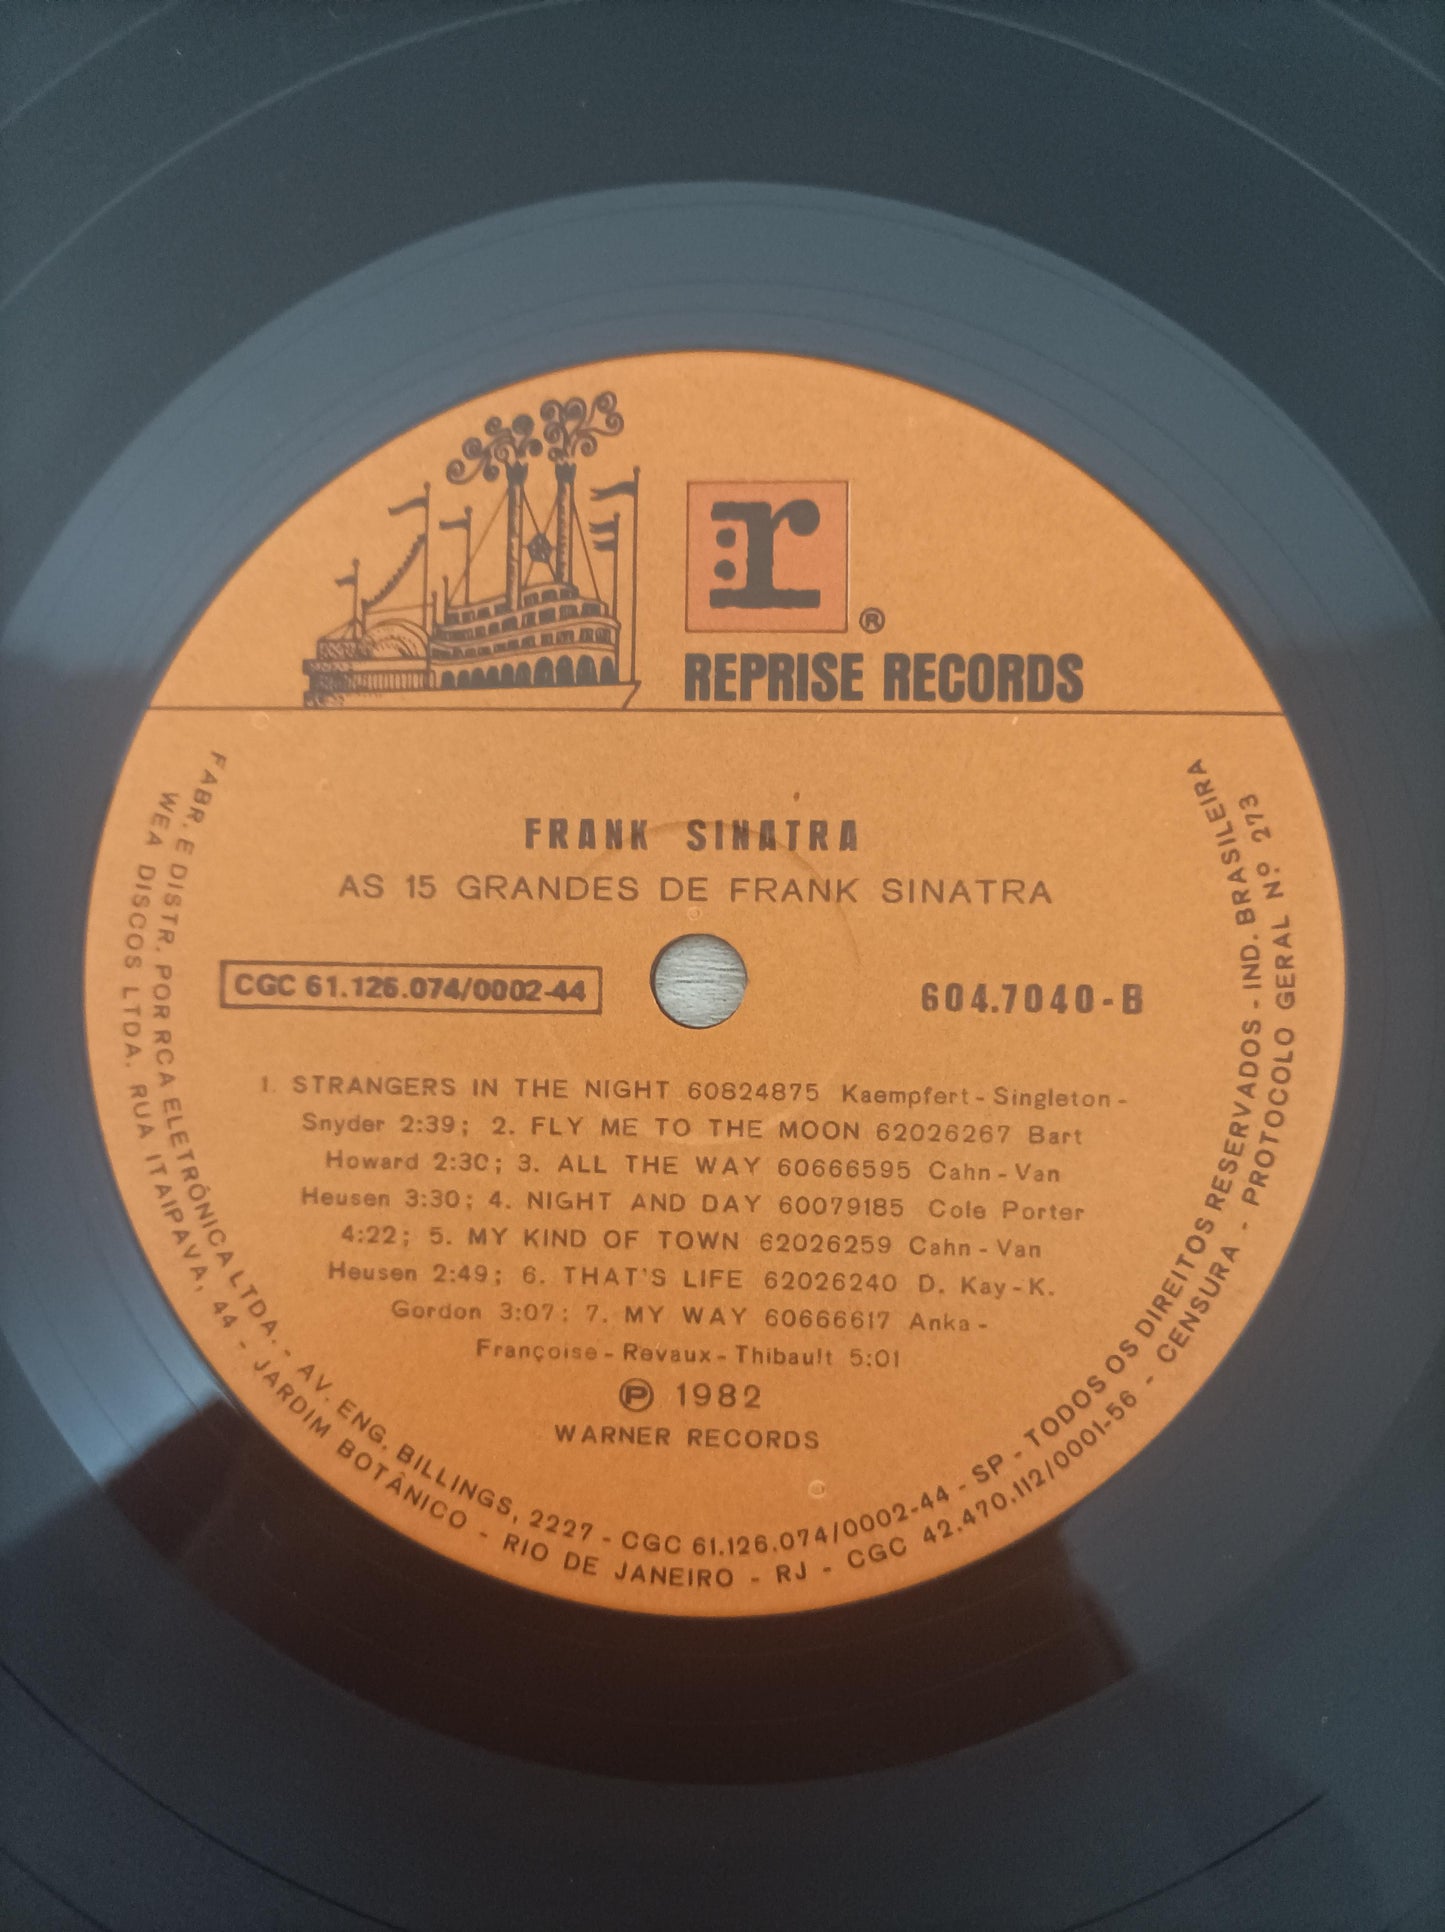 r
®
REPRISE RECORDS
FRANK SINATRA
AS 15 GRANDES DE FRANK SINATRA
CGC 61.126.074/0002-44
604.7040-B
1. STRANGERS IN THE NIGHT 60824875 Kaempfert - Singleton -
Snyder 2:39; 2. FLY ME TO THE MOON 62026267 Bart
Howard 2:30; 3. ALL THE WAY 60666595 Cahn - Van
Heusen 3:30; 4. NIGHT AND DAY 60079185 Cole Porter
4:22; 5. MY KIND OF TOWN 62026259 Cahn - Van
Heusen 2:49; 6. THAT'S LIFE 62026240 D. Kay - K.
Gordon 3:07; 7. MY WAY 60666617 Anka -
Françoise - Revaux - Thibault 5:01
℗ 1982
WARNER RECORDS
FABR. E DISTR. POR RCA ELETRÔNICA LTDA. - AV. ENG. BILLINGS, 2227 - CGC 61.126.074/0002-44 - SP - TODOS OS DIREITOS RESERVADOS - IND. BRASILEIRA
WEA DISCOS LTDA. RUA ITAIPAVA, 44 - JARDIM BOTÂNICO - RIO DE JANEIRO - RJ - CGC 42.470.112/0001-56 - CENSURA - PROTOCOLO GERAL Nº 273